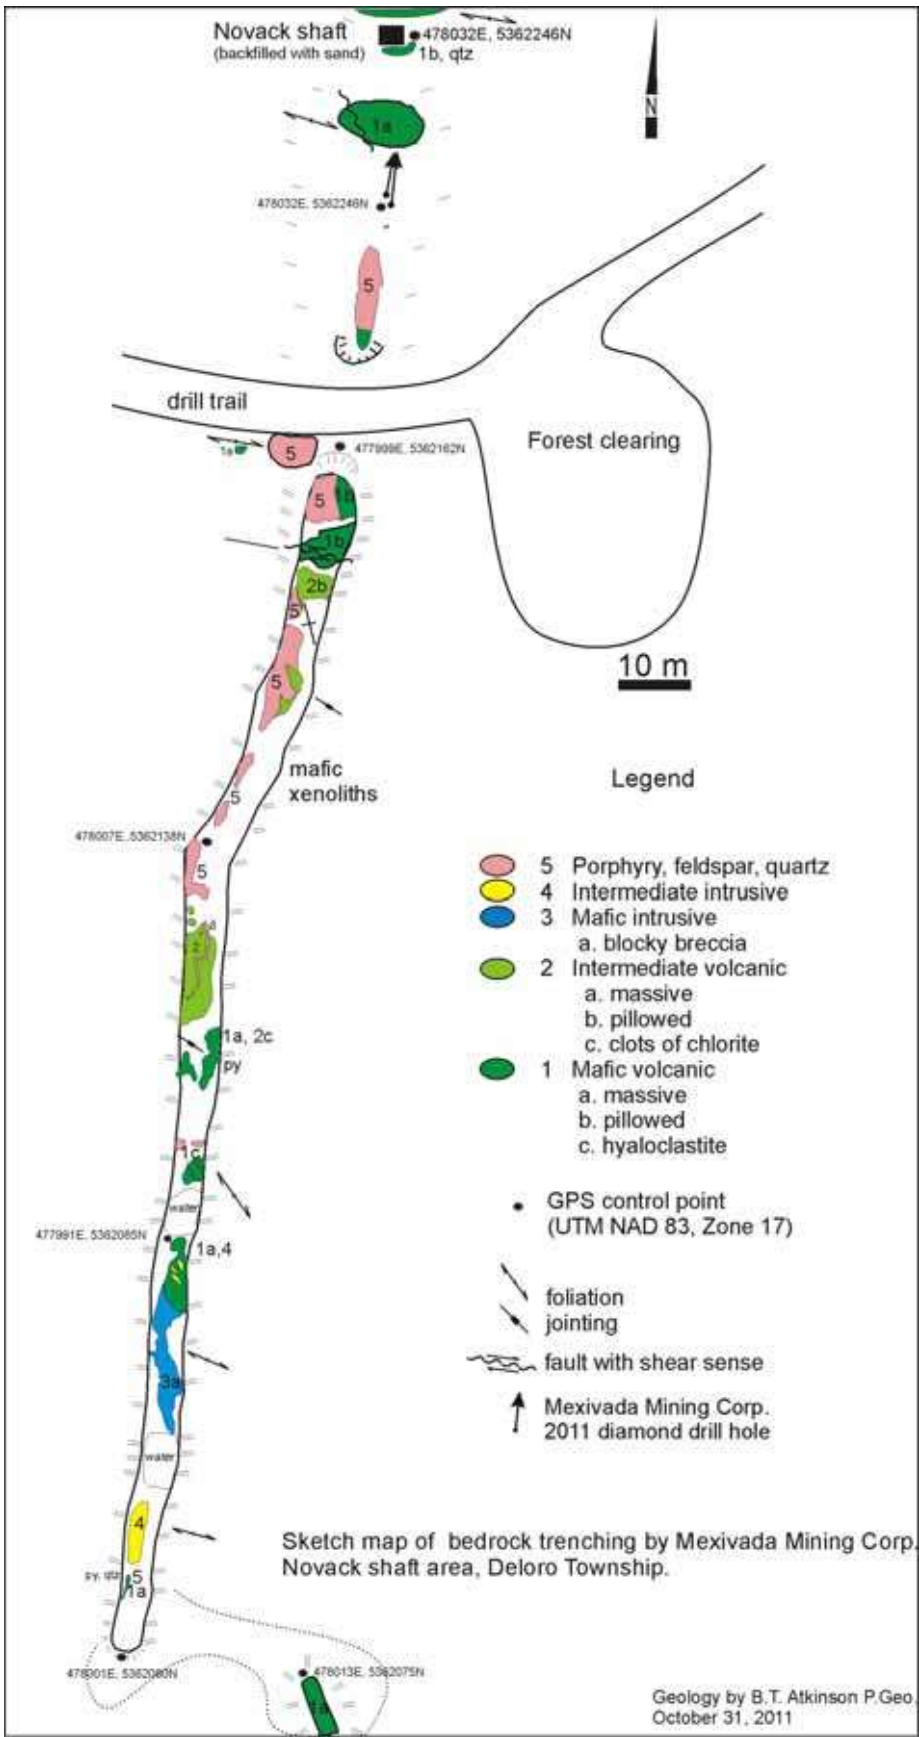 Novack shaft
(backfilled with sand)
478032E, 5362246N
1b, qtz
1a
N
478032E, 5362246N
5
drill trail
Forest clearing
1a
5
477999E, 5362162N
5
1b
1b
2b
5
10 m
5
mafic
xenoliths
5
478007E, 5362138N
5
2
1a, 2c
py
1c
water
477991E, 5362085N
1a,4
3a
water
4
py, qtz
5
1a
478013E, 5362075N
1a
Legend
5 Porphyry, feldspar, quartz
4 Intermediate intrusive
3 Mafic intrusive
a. blocky breccia
2 Intermediate volcanic
a. massive
b. pillowed
c. clots of chlorite
1 Mafic volcanic
a. massive
b. pillowed
c. hyaloclastite
GPS control point
(UTM NAD 83, Zone 17)
foliation
jointing
fault with shear sense
Mexivada Mining Corp.
2011 diamond drill hole
Sketch map of bedrock trenching by Mexivada Mining Corp.
Novack shaft area, Deloro Township.
Geology by B.T. Atkinson P.Geo.
October 31, 2011